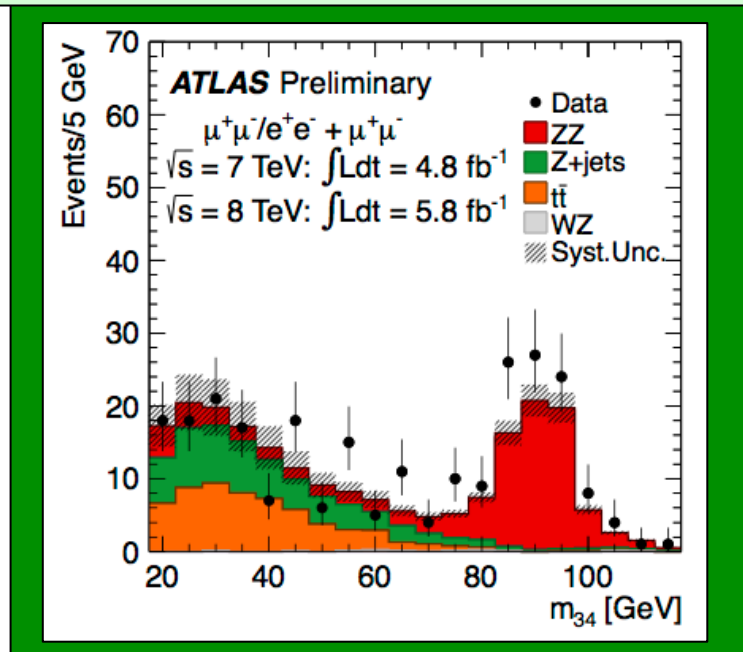 Events/5 GeV
70
60
50
40
30
20
10
0
ATLAS Preliminary
μ⁺μ⁻/e⁺e⁻ + μ⁺μ⁻
√s = 7 TeV: ∫Ldt = 4.8 fb⁻¹
√s = 8 TeV: ∫Ldt = 5.8 fb⁻¹
Data
ZZ
Z+jets
tt̄
WZ
Syst.Unc.
20 40 60 80 100
m₃₄ [GeV]